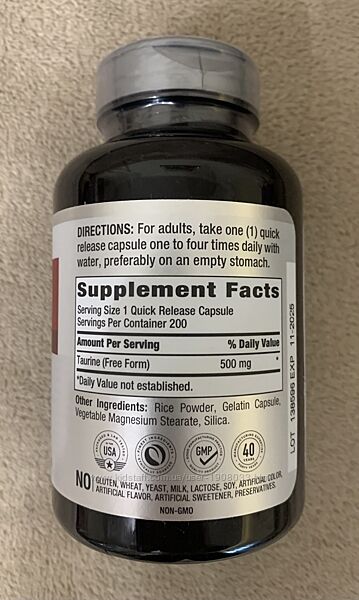 DIRECTIONS: For adults, take one (1) quick
release capsule one to four times daily with
water, preferably on an empty stomach.
Supplement Facts
Serving Size 1 Quick Release Capsule
Servings Per Container 200
Amount Per Serving % Daily Value
Taurine (Free Form) 500 mg *
*Daily Value not established.
Other Ingredients: Rice Powder, Gelatin Capsule,
Vegetable Magnesium Stearate, Silica.
USA
GMP
40
YEARS
NO GLUTEN, WHEAT, YEAST, MILK, LACTOSE, SOY, ARTIFICIAL COLOR,
ARTIFICIAL FLAVOR, ARTIFICIAL SWEETENER, PRESERVATIVES.
NON-GMO
LOT 138596 EXP 11-2025